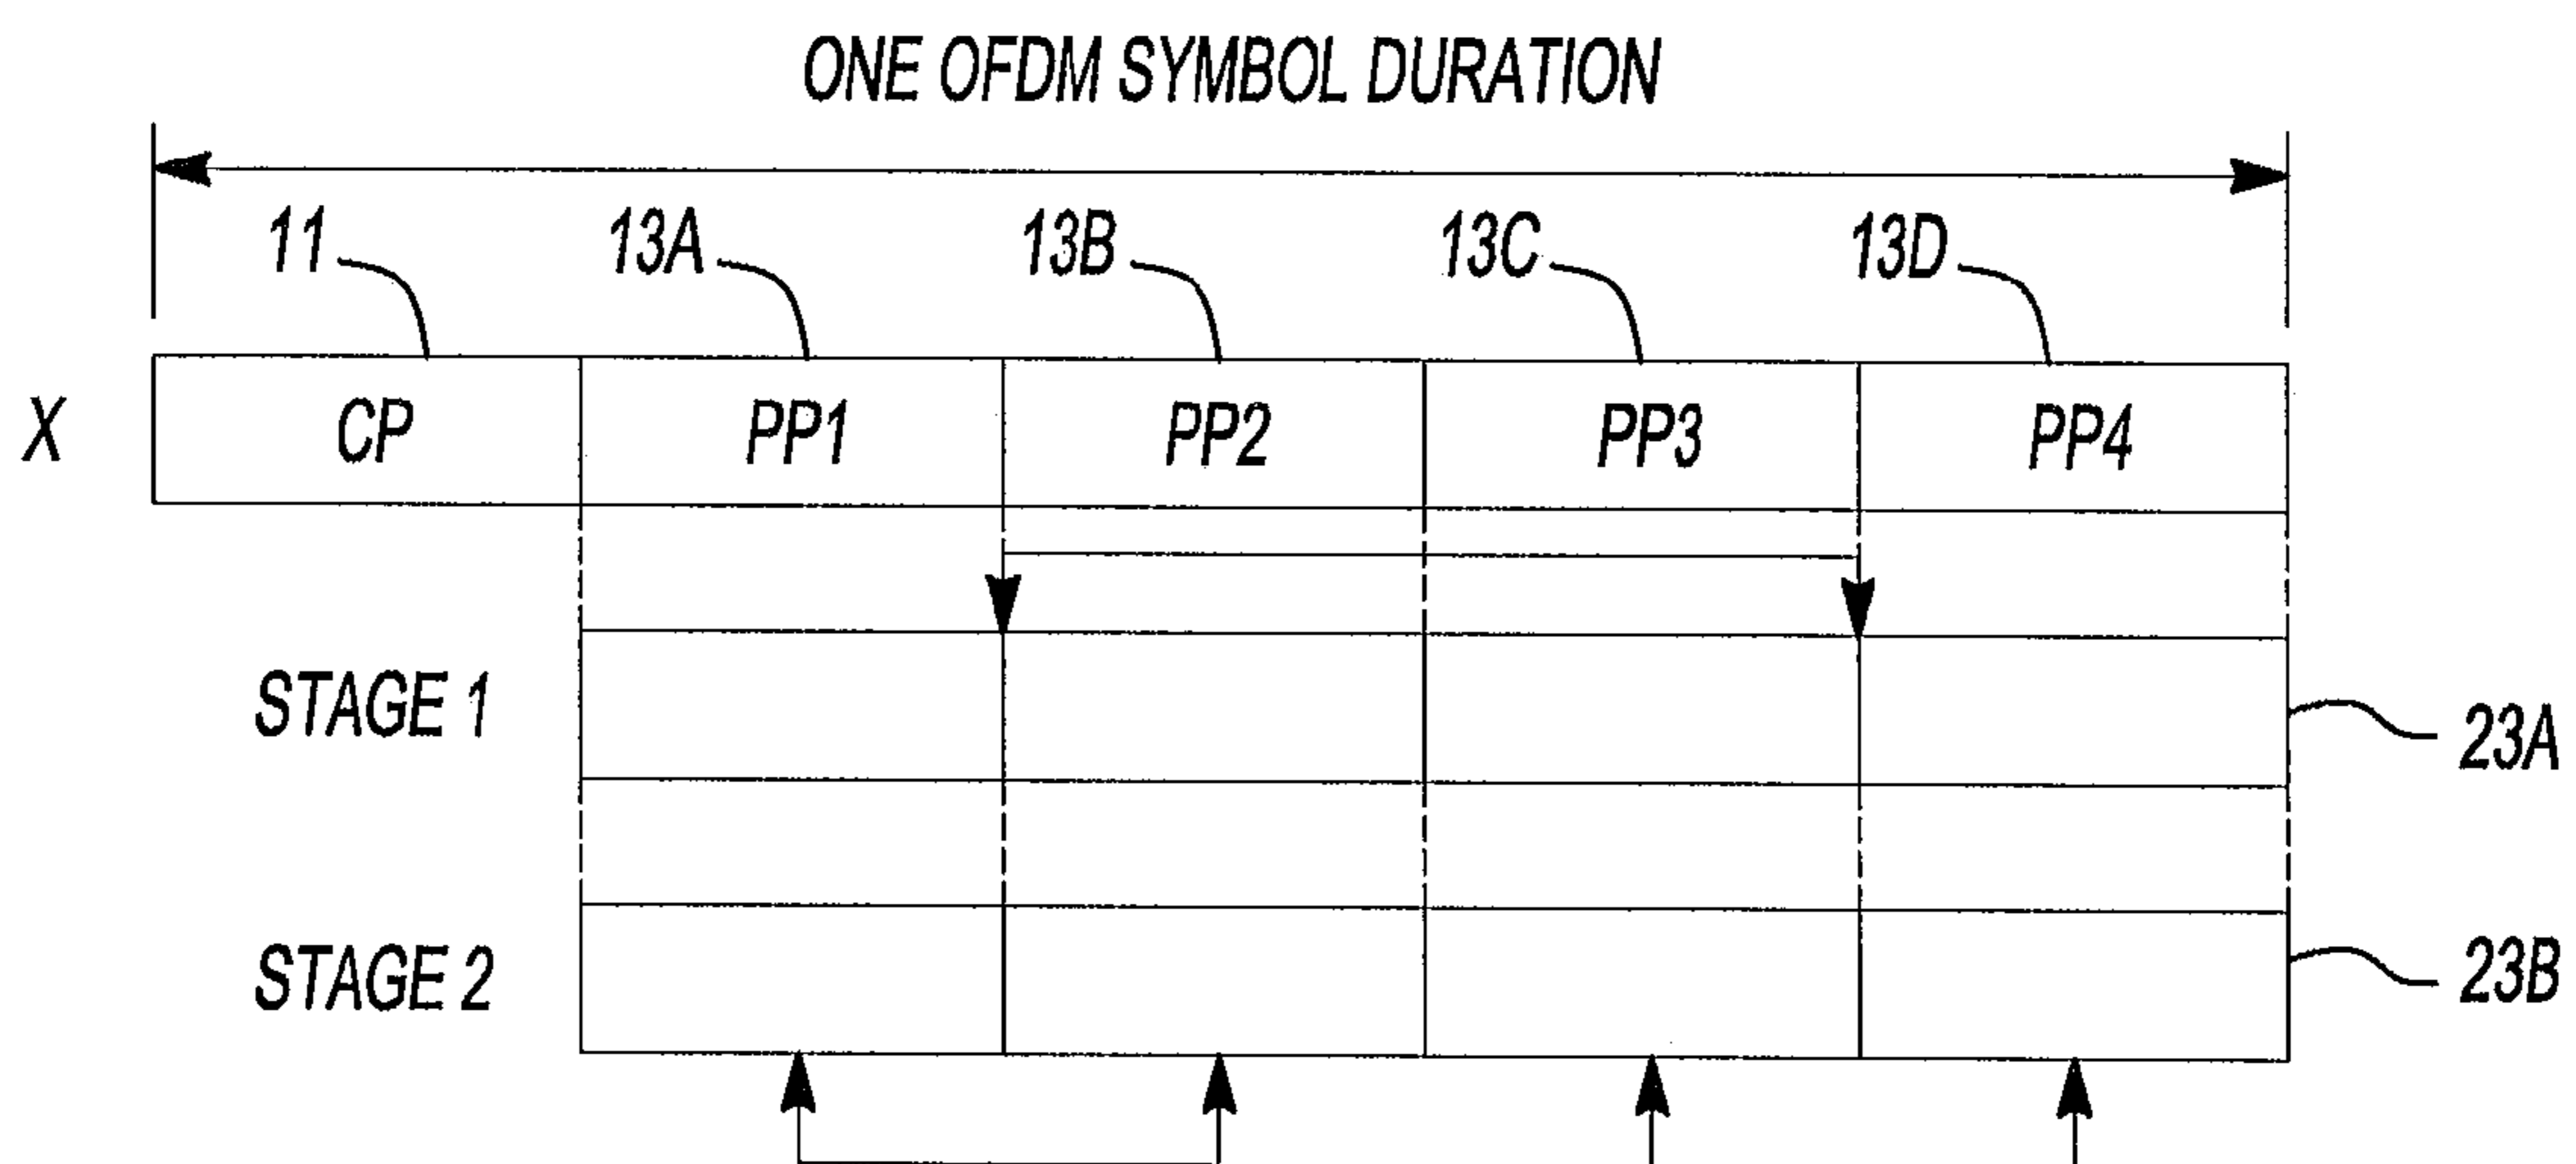 ONE OFDM SYMBOL DURATION
11 13A 13B 13C 13D
X CP PP1 PP2 PP3 PP4
STAGE 1 23A
STAGE 2 23B